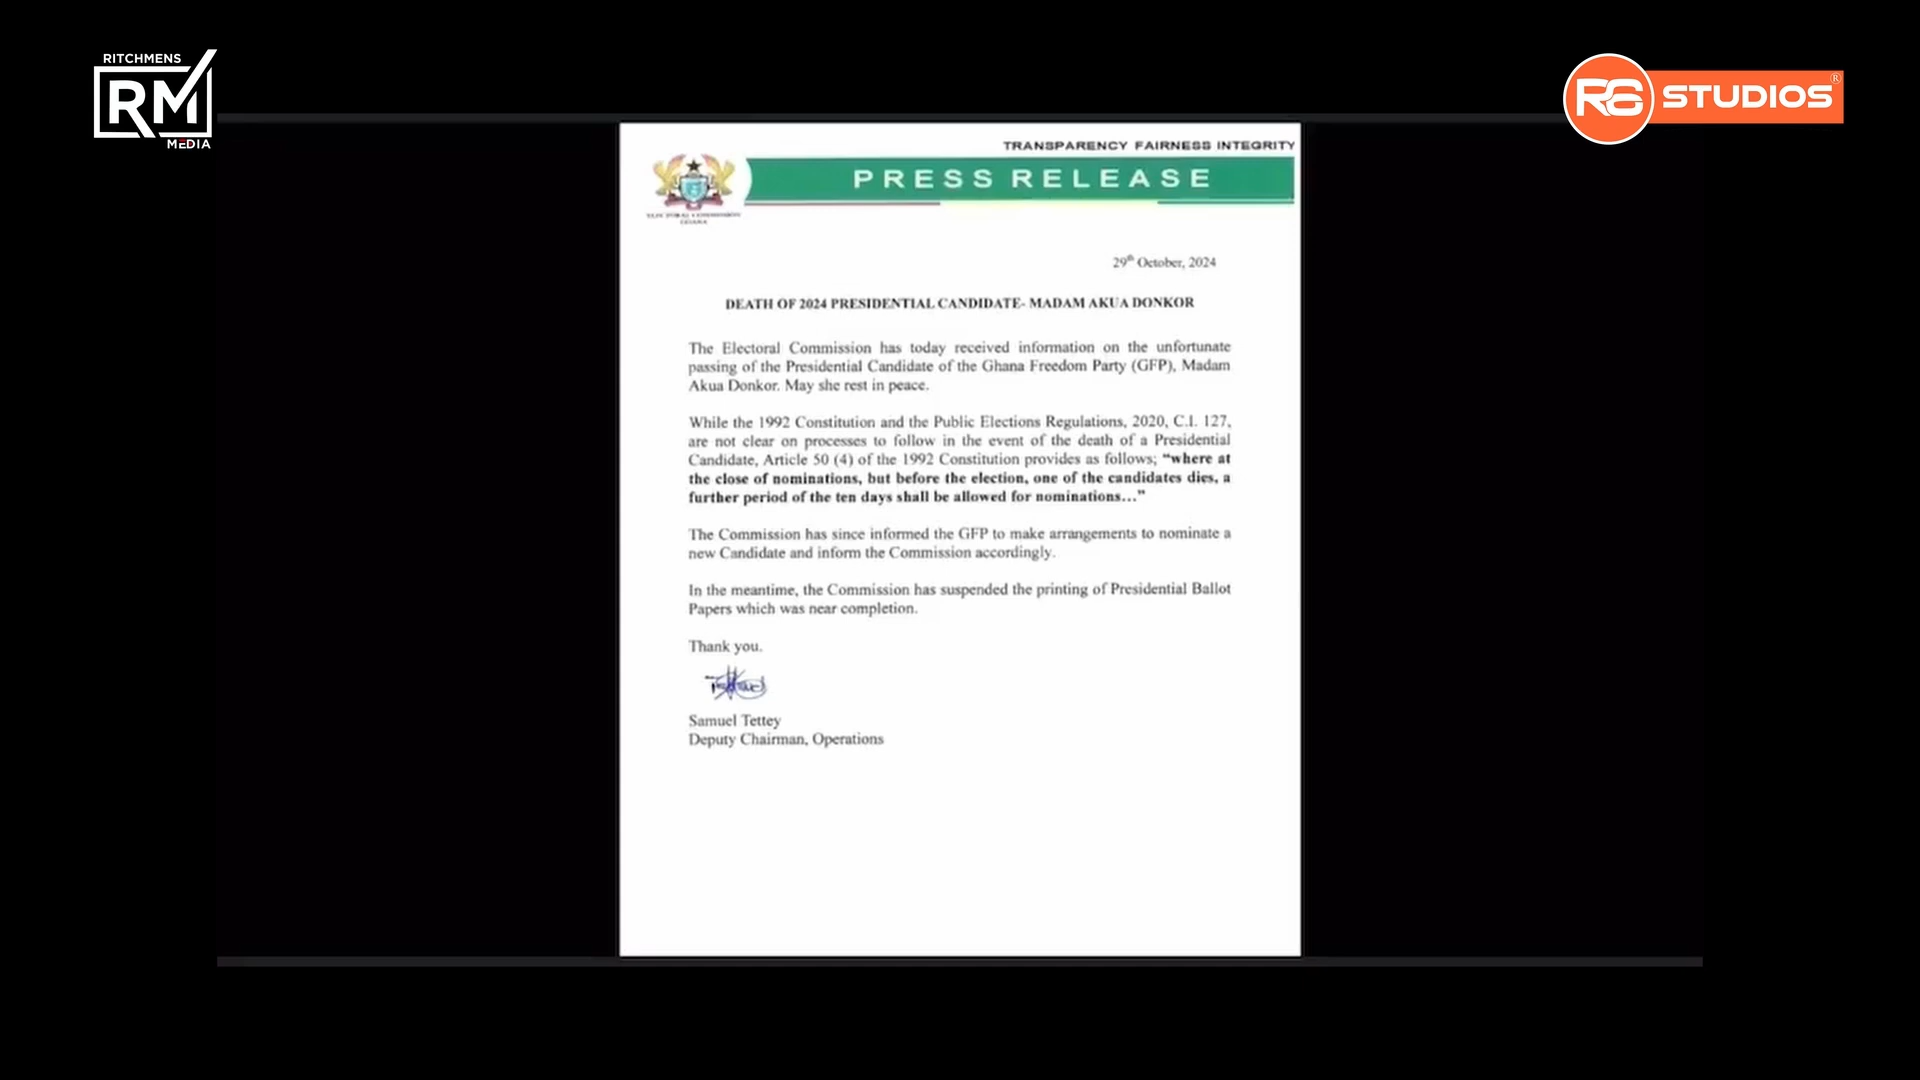 RITCHMENS
RM
MEDIA
STUDIOS
TRANSPARENCY FAIRNESS INTEGRITY
PRESS RELEASE
ELECTORAL COMMISSION
GHANA
29th October, 2024
DEATH OF 2024 PRESIDENTIAL CANDIDATE- MADAM AKUA DONKOR
The Electoral Commission has today received information on the unfortunate
passing of the Presidential Candidate of the Ghana Freedom Party (GFP), Madam
Akua Donkor. May she rest in peace.
While the 1992 Constitution and the Public Elections Regulations, 2020, C.I. 127,
are not clear on processes to follow in the event of the death of a Presidential
Candidate, Article 50 (4) of the 1992 Constitution provides as follows; “where at
the close of nominations, but before the election, one of the candidates dies, a
further period of the ten days shall be allowed for nominations…”
The Commission has since informed the GFP to make arrangements to nominate a
new Candidate and inform the Commission accordingly.
In the meantime, the Commission has suspended the printing of Presidential Ballot
Papers which was near completion.
Thank you.
Samuel Tettey
Deputy Chairman, Operations